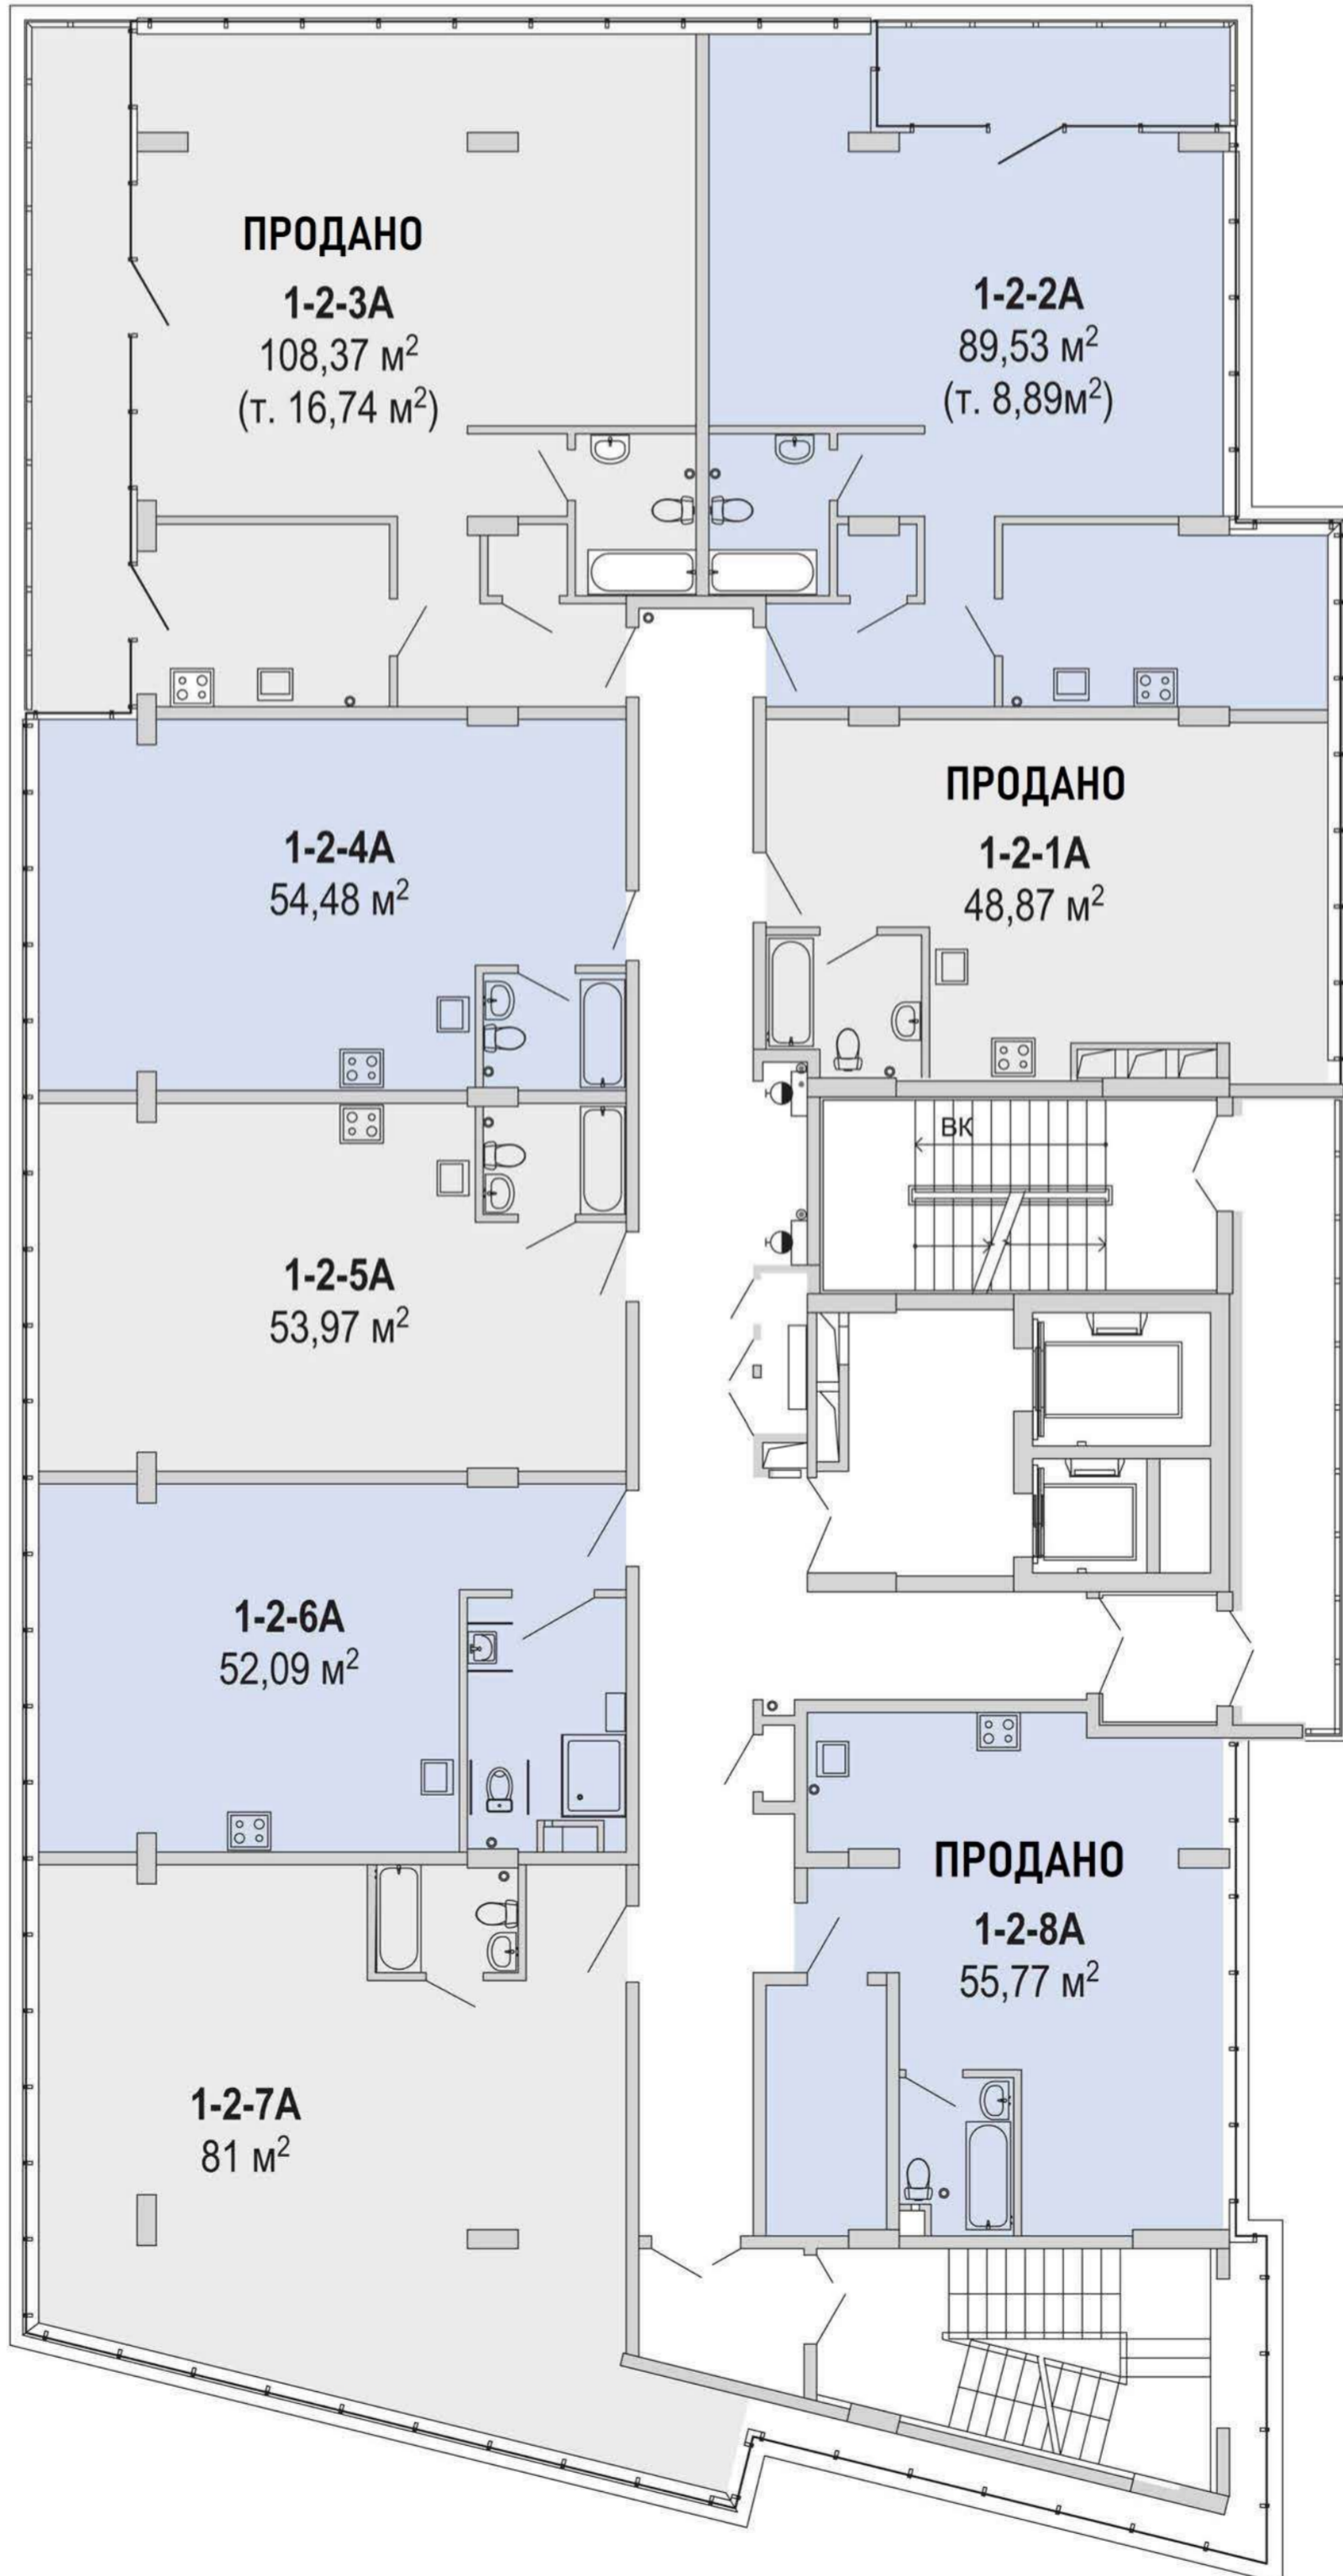 ПРОДАНО
1-2-3А
108,37 м²
(т. 16,74 м²)
1-2-2А
89,53 м²
(т. 8,89м²)
ПРОДАНО
1-2-1А
48,87 м²
1-2-4А
54,48 м²
ВК
1-2-5А
53,97 м²
1-2-6А
52,09 м²
ПРОДАНО
1-2-8А
55,77 м²
1-2-7А
81 м²